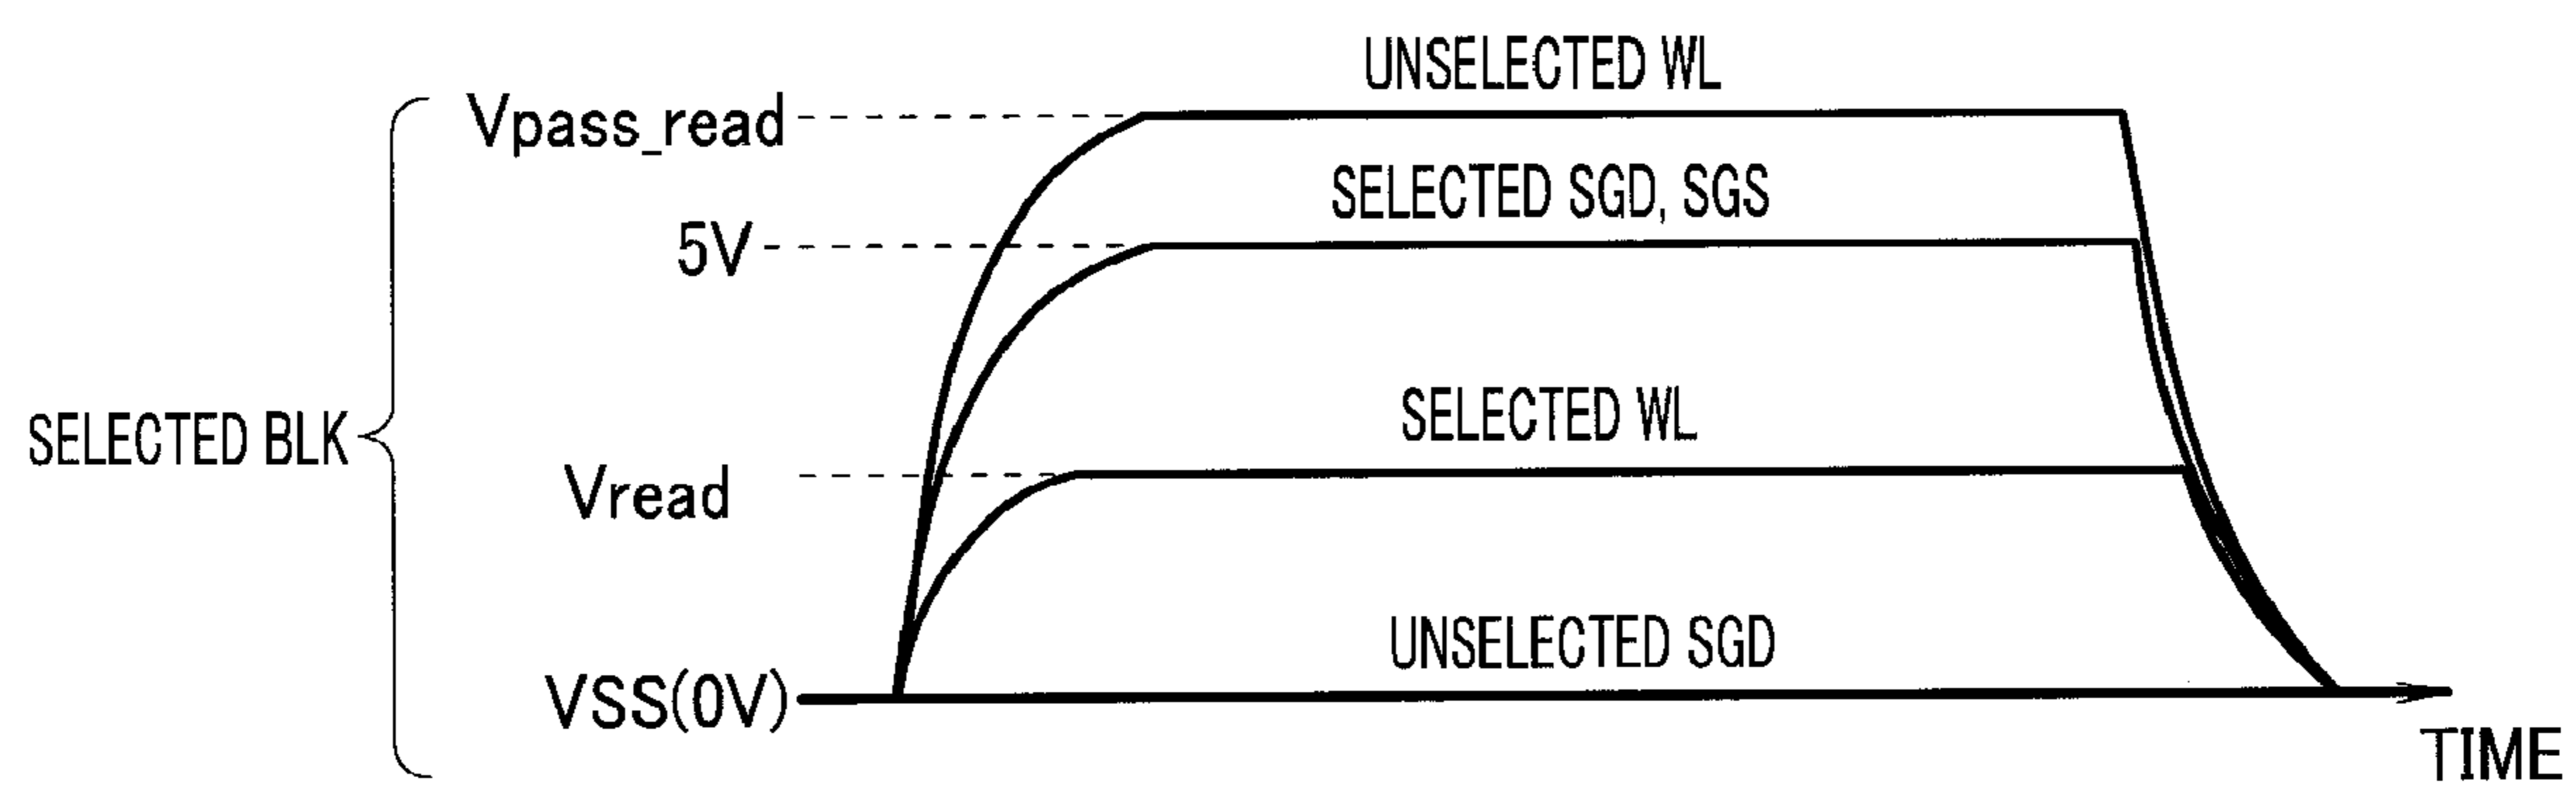 UNSELECTED WL
Vpass_read
SELECTED SGD, SGS
5V
SELECTED WL
SELECTED BLK
Vread
UNSELECTED SGD
VSS(0V)
TIME